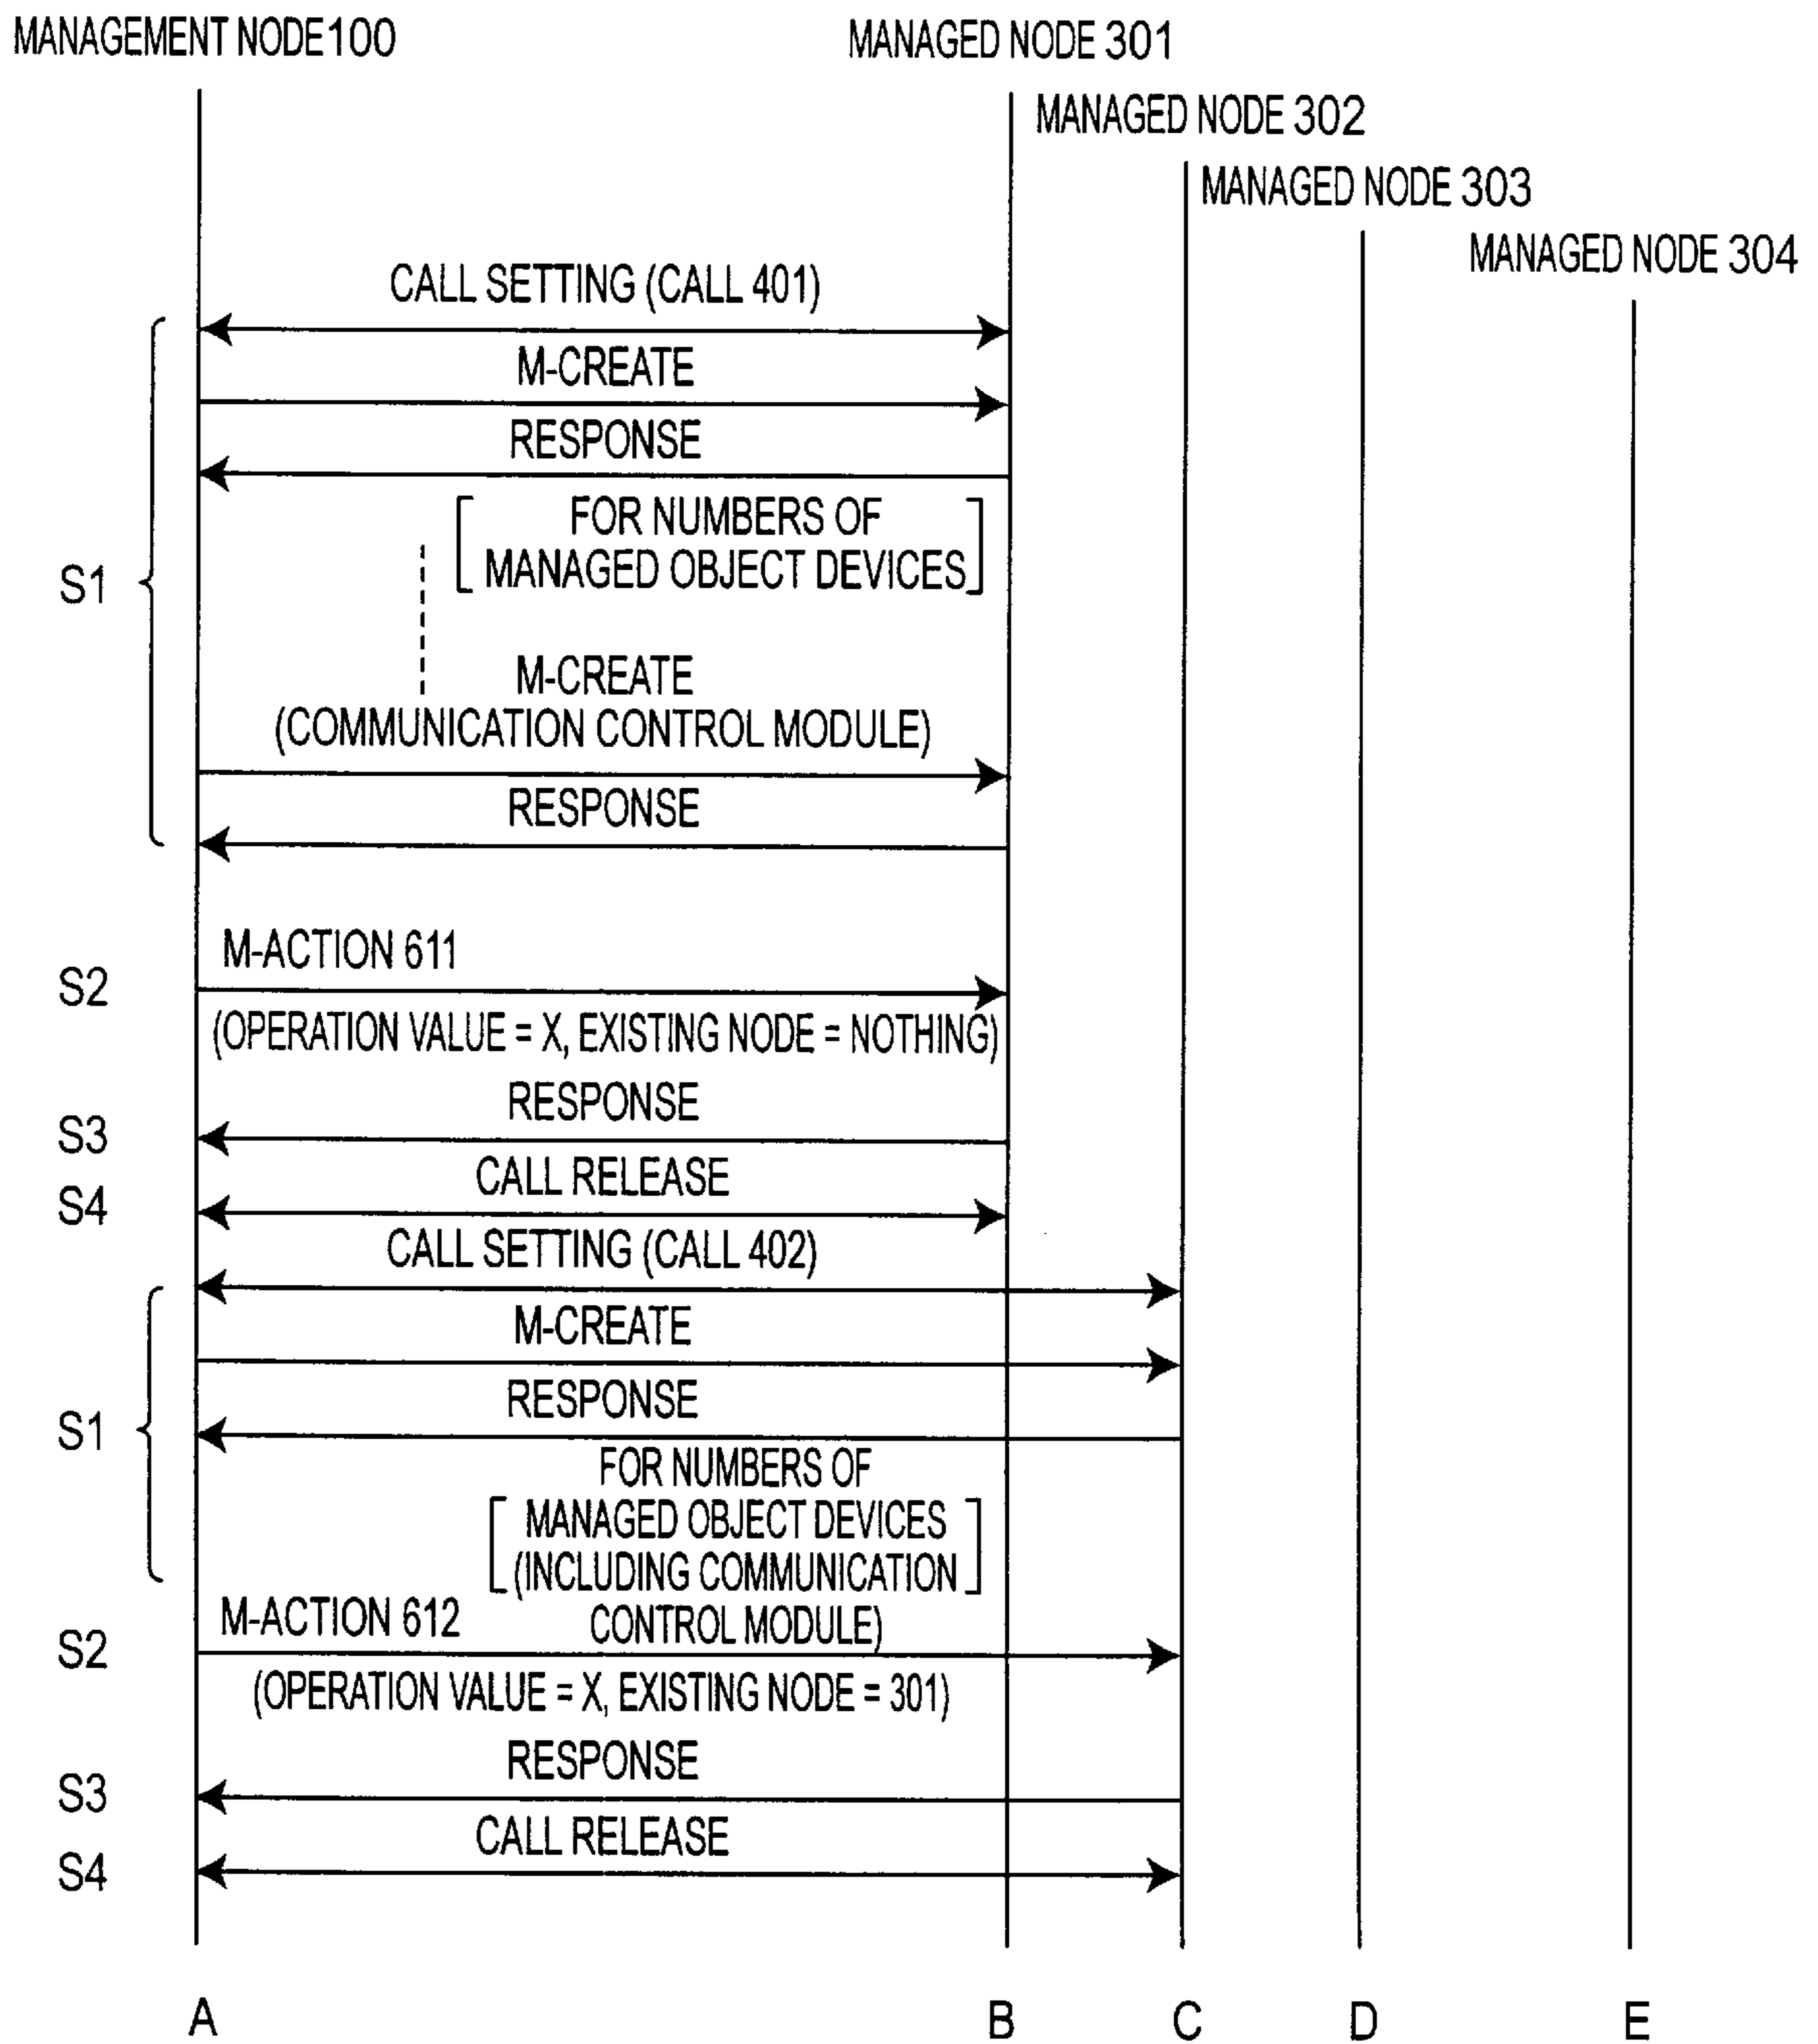 MANAGEMENT NODE100
MANAGED NODE 301
MANAGED NODE 302
MANAGED NODE 303
MANAGED NODE 304
CALL SETTING (CALL 401)
M-CREATE
RESPONSE
FOR NUMBERS OF
MANAGED OBJECT DEVICES
S1
M-CREATE
(COMMUNICATION CONTROL MODULE)
RESPONSE
M-ACTION 611
S2
(OPERATION VALUE = X, EXISTING NODE = NOTHING)
RESPONSE
S3
CALL RELEASE
S4
CALL SETTING (CALL 402)
M-CREATE
RESPONSE
S1
FOR NUMBERS OF
MANAGED OBJECT DEVICES
(INCLUDING COMMUNICATION
CONTROL MODULE)
M-ACTION 612
S2
(OPERATION VALUE = X, EXISTING NODE = 301)
RESPONSE
S3
CALL RELEASE
S4
A B C D E